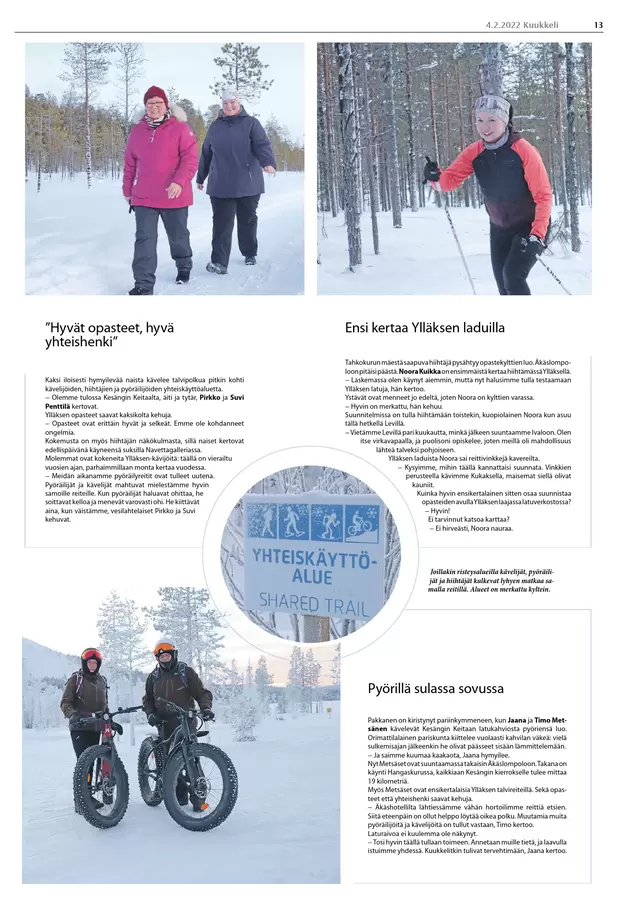 4.2.2022 Kuukkeli 13
”Hyvät opasteet, hyvä
yhteishenki”
Kaksi iloisesti hymyilevää naista kävelee talvipolkua pitkin kohti
kävelijöiden, hiihtäjien ja pyöräilijöiden yhteiskäyttöaluetta.
– Olemme tulossa Kesängin Keitaalta, äiti ja tytär, Pirkko ja Suvi
Penttilä kertovat.
Ylläksen opasteet saavat kaksikolta kehuja.
– Opasteet ovat erittäin hyvät ja selkeät. Emme ole kohdanneet
ongelmia.
Kokemusta on myös hiihtäjän näkökulmasta, sillä naiset kertovat
edellispäivänä käyneensä suksilla Navettagalleriassa.
Molemmat ovat kokeneita Ylläksen-kävijöitä: täällä on vierailtu
vuosien ajan, parhaimmillaan monta kertaa vuodessa.
– Meidän aikanamme pyöräilyreitit ovat tulleet uutena.
Pyöräilijät ja kävelijät mahtuvat mielestämme hyvin
samoille reiteille. Kun pyöräilijät haluavat ohittaa, he
soittavat kelloa ja menevät varovasti ohi. He kiittävät
aina, kun väistämme, vesilahtelaiset Pirkko ja Suvi
kehuvat.
Ensi kertaa Ylläksen laduilla
Tahkokurun mäestä saapuva hiihtäjä pysähtyy opastekylttien luo. Äkäslompo-
loon pitäisi päästä. Noora Kuikka on ensimmäistä kertaa hiihtämässä Ylläksellä.
– Laskemassa olen käynyt aiemmin, mutta nyt halusimme tulla testaamaan
Ylläksen latuja, hän kertoo.
Ystävät ovat menneet jo edeltä, joten Noora on kylttien varassa.
– Hyvin on merkattu, hän kehuu.
Suunnitelmissa on tulla hiihtämään toistekin, kuopiolainen Noora kun asuu
tällä hetkellä Levillä.
– Vietämme Levillä pari kuukautta, minkä jälkeen suuntaamme Ivaloon. Olen
itse virkavapaalla, ja puolisoni opiskelee, joten meillä oli mahdollisuus
lähteä talveksi pohjoiseen.
Ylläksen laduista Noora sai reittivinkkejä kavereilta.
– Kysyimme, mihin täällä kannattaisi suunnata. Vinkkien
perusteella kävimme Kukaksella, maisemat siellä olivat
kauniit.
Kuinka hyvin ensikertalainen sitten osaa suunnistaa
opasteiden avulla Ylläksen laajassa latuverkostossa?
– Hyvin!
Ei tarvinnut katsoa karttaa?
– Ei hirveästi, Noora nauraa.
YHTEISKÄYTTÖ-
ALUE
SHARED TRAIL
Joillakin risteysalueilla kävelijät, pyöräili-
jät ja hiihtäjät kulkevat lyhyen matkaa sa-
malla reitillä. Alueet on merkattu kyltein.
Pyörillä sulassa sovussa
Pakkanen on kiristynyt pariinkymmeneen, kun Jaana ja Timo Met-
sänen kävelevät Kesängin Keitaan latukahviosta pyöriensä luo.
Orimattilalainen pariskunta kiittelee vuolaasti kahvilan väkeä: vielä
sulkemisajan jälkeenkin he olivat päässeet sisään lämmittelemään.
– Ja saimme kuumaa kaakaota, Jaana hymyilee.
Nyt Metsäset ovat suuntaamassa takaisin Äkäslompoloon. Takana on
käynti Hangaskurussa, kaikkiaan Kesängin kierrokselle tulee mittaa
19 kilometriä.
Myös Metsäset ovat ensikertalaisia Ylläksen talvireiteillä. Sekä opas-
teet että yhteishenki saavat kehuja.
– Äkäshotellilta lähtiessämme vähän hortoilimme reittiä etsien.
Siitä eteenpäin on ollut helppo löytää oikea polku. Muutamia muita
pyöräilijöitä ja kävelijöitä on tullut vastaan, Timo kertoo.
Laturaivoa ei kuulemma ole näkynyt.
– Tosi hyvin täällä tullaan toimeen. Annetaan muille tietä, ja laavulla
istuimme yhdessä. Kuukkelitkin tulivat tervehtimään, Jaana kertoo.